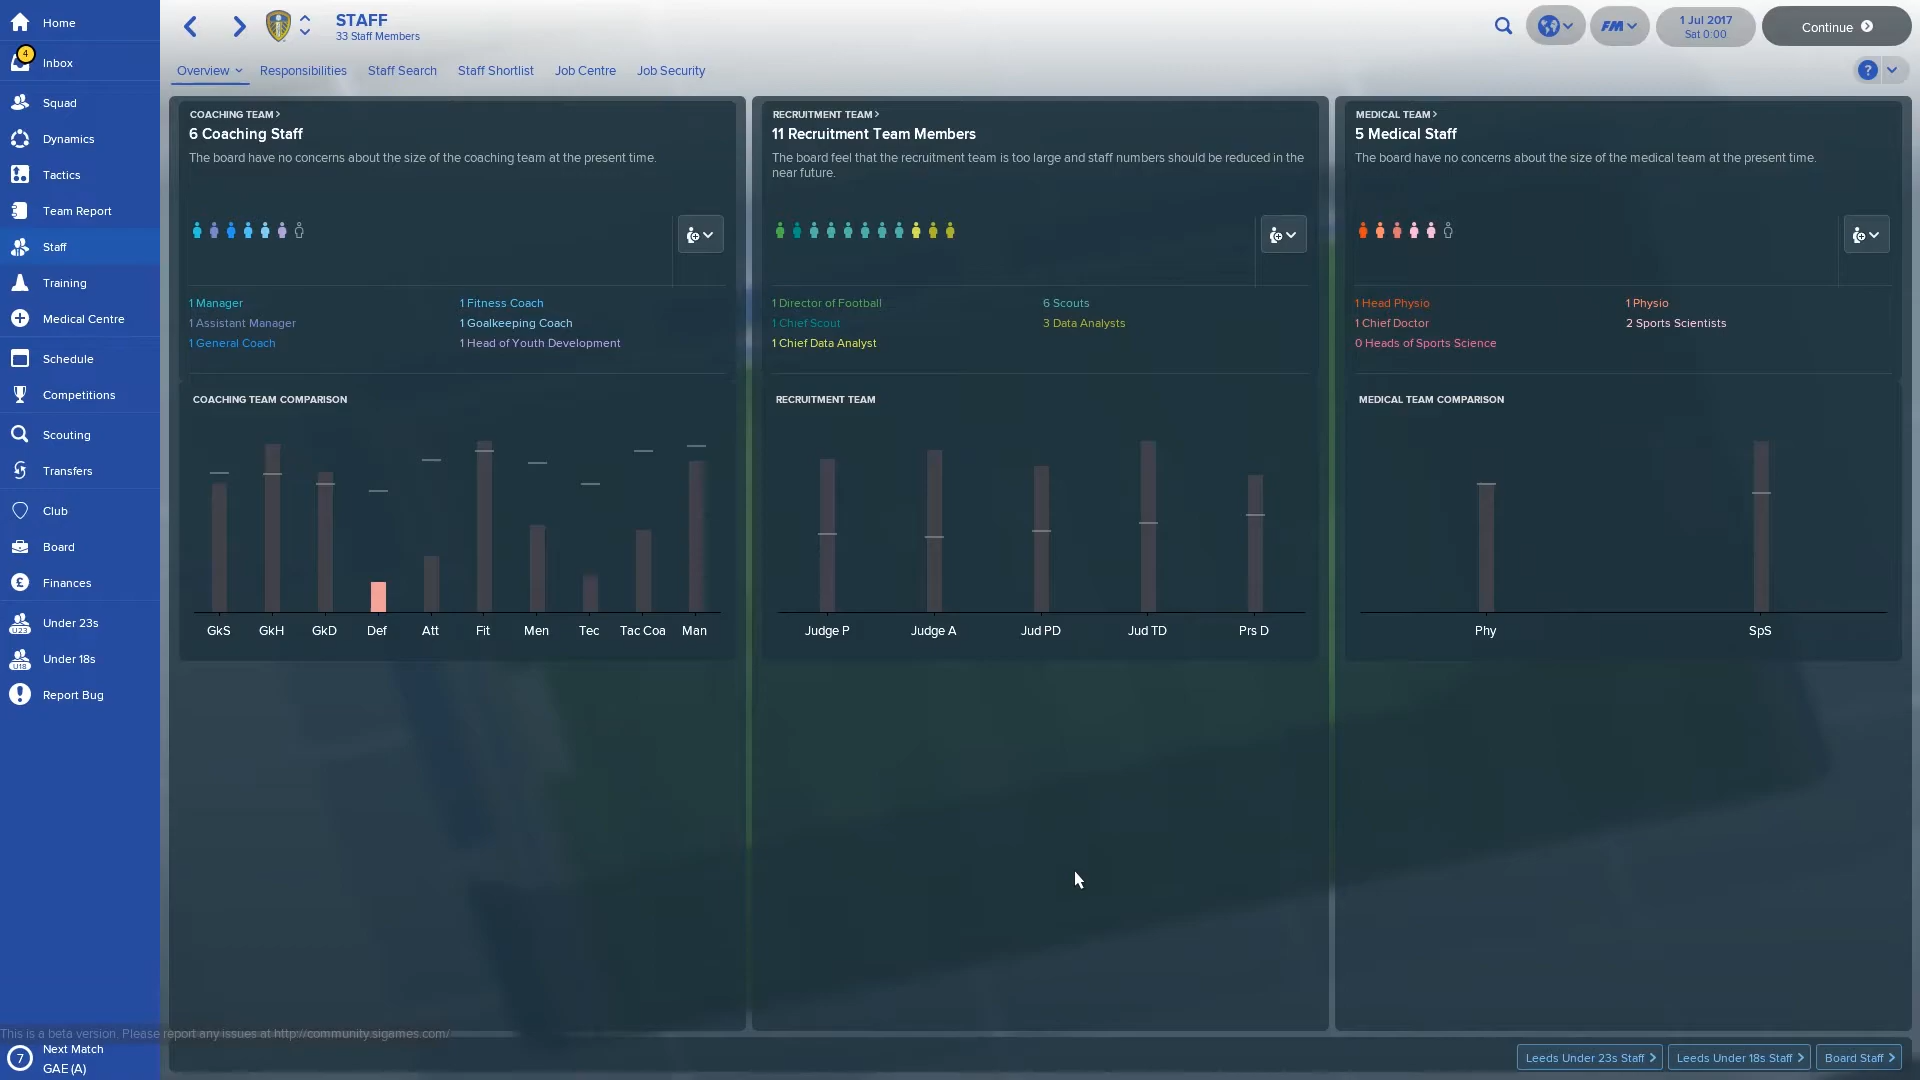 Home
4
Inbox
Squad
Dynamics
Tactics
Team Report
Staff
Training
Medical Centre
Schedule
Competitions
Scouting
Transfers
Club
Board
Finances
U23
Under 23s
U18
Under 18s
Report Bug
STAFF
33 Staff Members
FM
1 Jul 2017
Sat 0:00
Continue
Overview
Responsibilities
Staff Search
Staff Shortlist
Job Centre
Job Security
?
COACHING TEAM >
6 Coaching Staff
The board have no concerns about the size of the coaching team at the present time.
1 Manager
1 Assistant Manager
1 General Coach
1 Fitness Coach
1 Goalkeeping Coach
1 Head of Youth Development
COACHING TEAM COMPARISON
GkS GkH GkD Def Att Fit Men Tec Tac Coa Man
RECRUITMENT TEAM >
11 Recruitment Team Members
The board feel that the recruitment team is too large and staff numbers should be reduced in the
near future.
1 Director of Football
1 Chief Scout
1 Chief Data Analyst
6 Scouts
3 Data Analysts
RECRUITMENT TEAM
Judge P Judge A Jud PD Jud TD Prs D
MEDICAL TEAM >
5 Medical Staff
The board have no concerns about the size of the medical team at the present time.
1 Head Physio
1 Chief Doctor
0 Heads of Sports Science
1 Physio
2 Sports Scientists
MEDICAL TEAM COMPARISON
Phy SpS
This is a beta version. Please report any issues at http://community.sigames.com/
7
Next Match
GAE (A)
Leeds Under 23s Staff >
Leeds Under 18s Staff >
Board Staff >